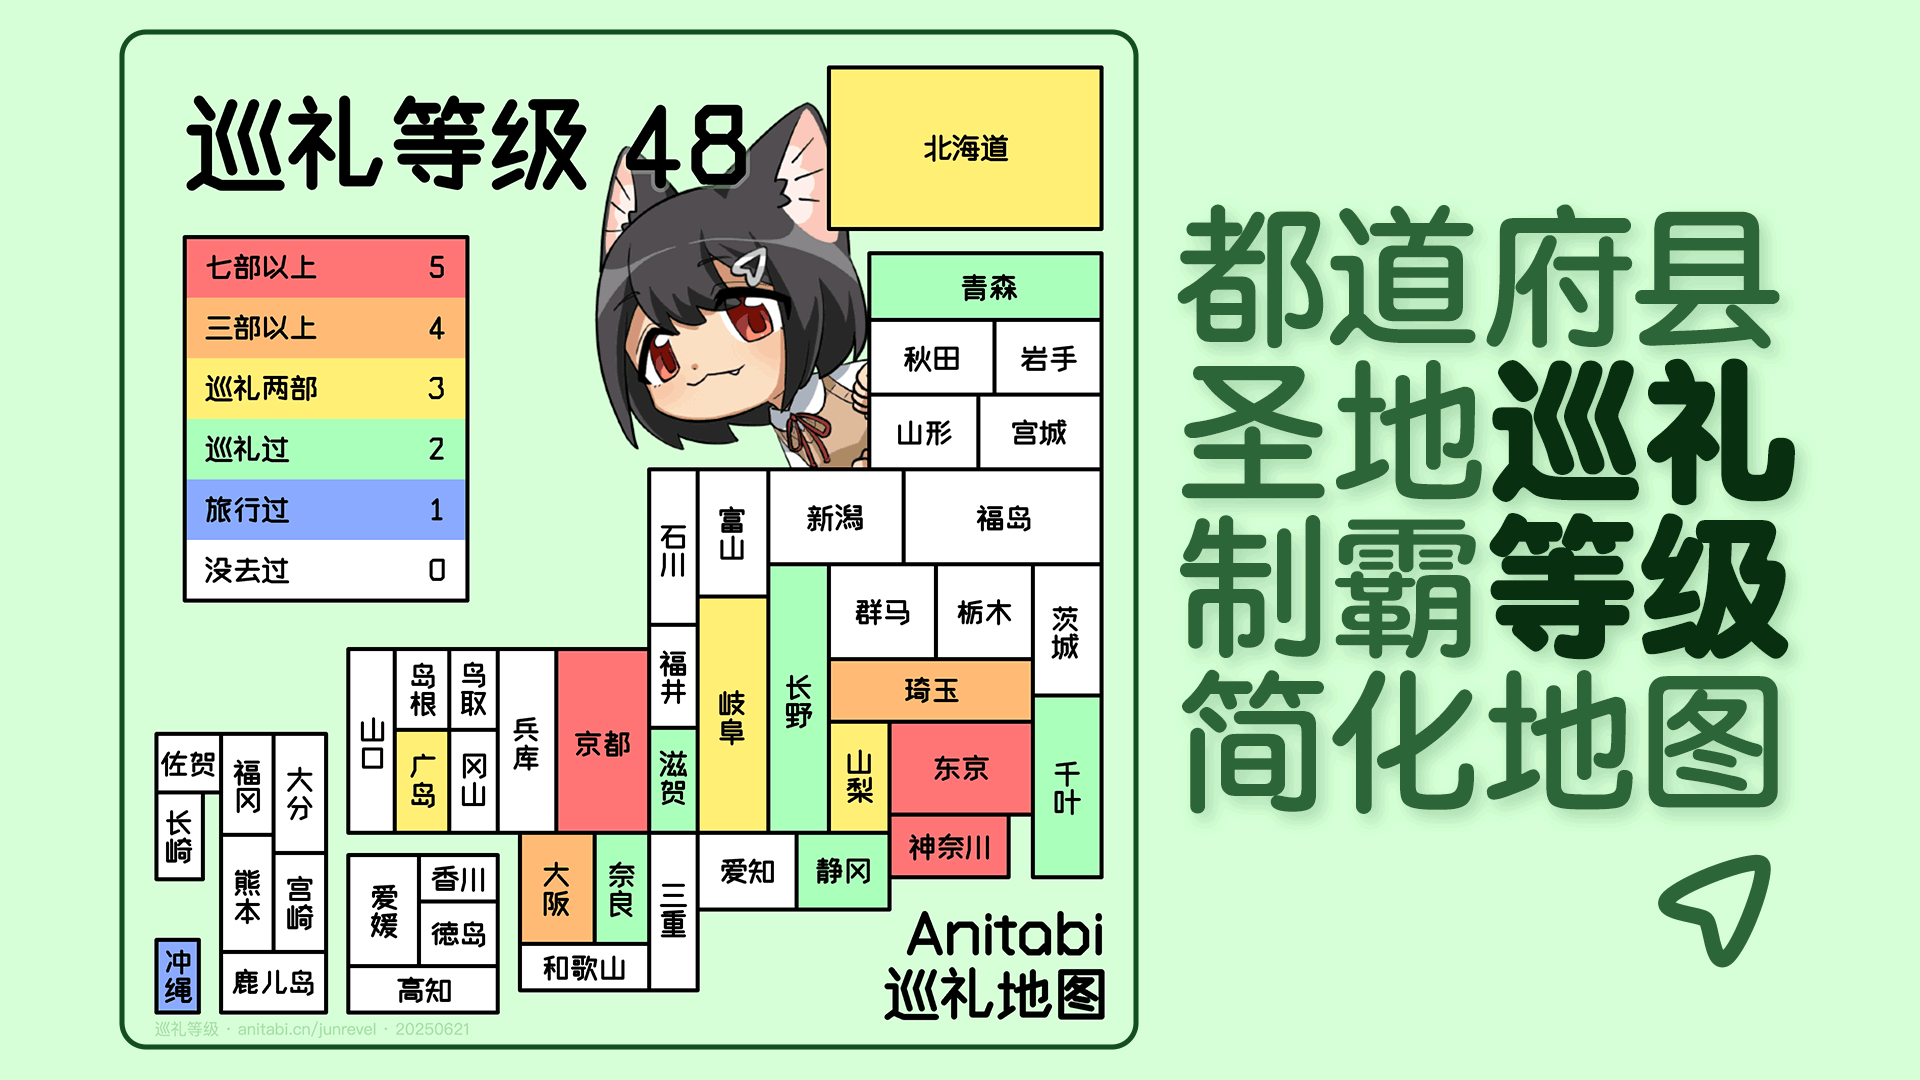 巡礼等级 48
七部以上 5
三部以上 4
巡礼两部 3
巡礼过 2
旅行过 1
没去过 0
北海道
青森
秋田
岩手
山形
宫城
石川
富山
新潟
福岛
群马
栃木
茨城
福井
岐阜
长野
琦玉
山梨
东京
千叶
神奈川
山口
岛根
鸟取
兵库
京都
滋贺
广岛
冈山
佐贺
福冈
大分
长崎
熊本
宫崎
鹿儿岛
冲绳
爱媛
香川
徳岛
高知
大阪
奈良
三重
和歌山
爱知
静冈
Anitabi
巡礼地图
巡礼等级 · anitabi.cn/junrevel · 20250621
都道府县
圣地巡礼
制霸等级
简化地图